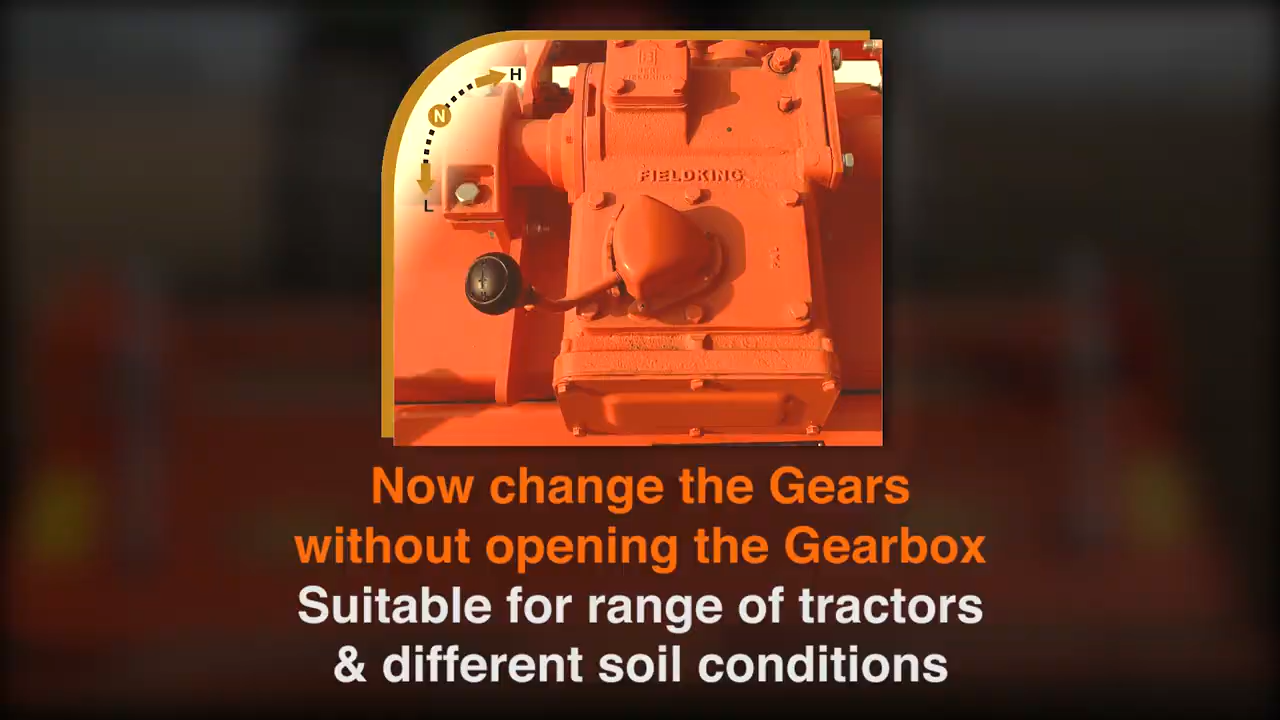 H
N
L
FIELDKING
Now change the Gears
without opening the Gearbox
Suitable for range of tractors
& different soil conditions